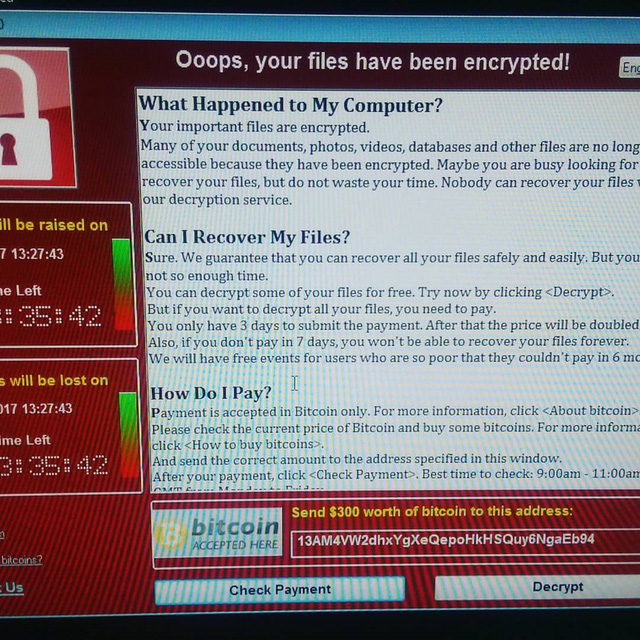 Ooops, your files have been encrypted!
Eng
What Happened to My Computer?
Your important files are encrypted.
Many of your documents, photos, videos, databases and other files are no long
accessible because they have been encrypted. Maybe you are busy looking for
recover your files, but do not waste your time. Nobody can recover your files
our decryption service.
Can I Recover My Files?
Sure. We guarantee that you can recover all your files safely and easily. But you
not so enough time.
You can decrypt some of your files for free. Try now by clicking <Decrypt>.
But if you want to decrypt all your files, you need to pay.
You only have 3 days to submit the payment. After that the price will be doubled
Also, if you don't pay in 7 days, you won't be able to recover your files forever.
We will have free events for users who are so poor that they couldn't pay in 6 mo
How Do I Pay?
Payment is accepted in Bitcoin only. For more information, click <About bitcoin>
Please check the current price of Bitcoin and buy some bitcoins. For more informa
click <How to buy bitcoins>.
And send the correct amount to the address specified in this window.
After your payment, click <Check Payment>. Best time to check: 9:00am - 11:00am
ill be raised on
7 13:27:43
me Left
:35:42
s will be lost on
017 13:27:43
ime Left
3:35:42
bitcoins?
t Us
bitcoin
ACCEPTED HERE
Send $300 worth of bitcoin to this address:
13AM4VW2dhxYgXeQepoHkHSQuy6NgaEb94
Check Payment
Decrypt